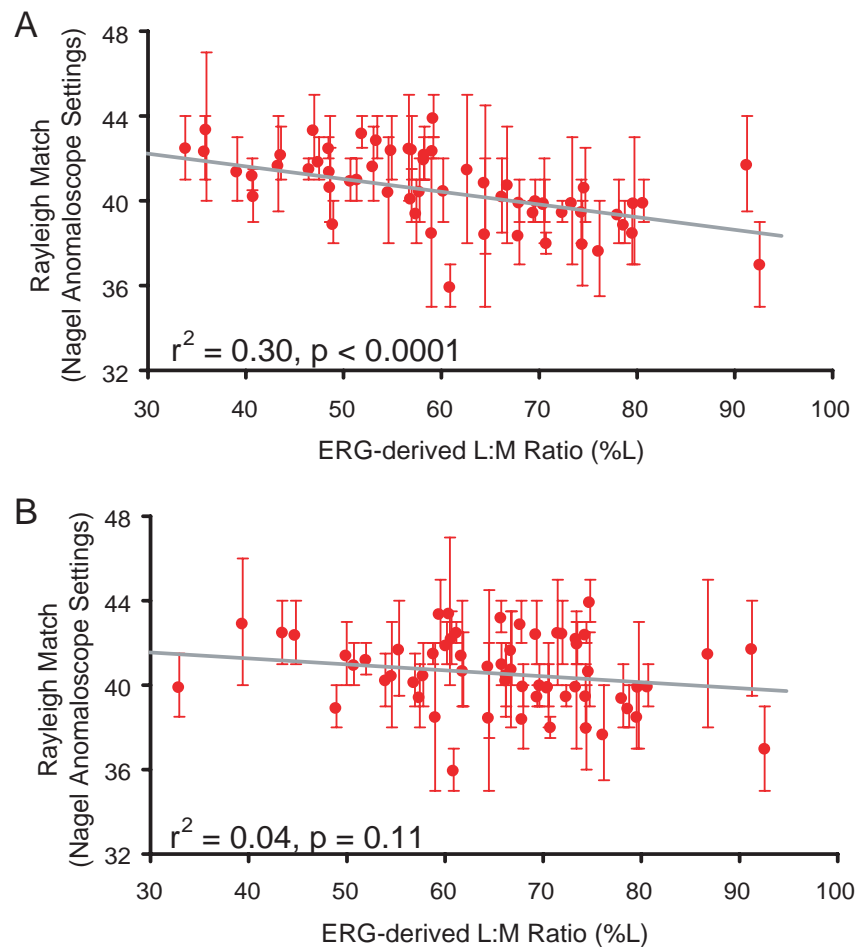 A
Rayleigh Match
(Nagel Anomaloscope Settings)
48
44
40
36
32
r² = 0.30, p < 0.0001
30 40 50 60 70 80 90 100
ERG-derived L:M Ratio (%L)
B
Rayleigh Match
(Nagel Anomaloscope Settings)
48
44
40
36
32
r² = 0.04, p = 0.11
30 40 50 60 70 80 90 100
ERG-derived L:M Ratio (%L)